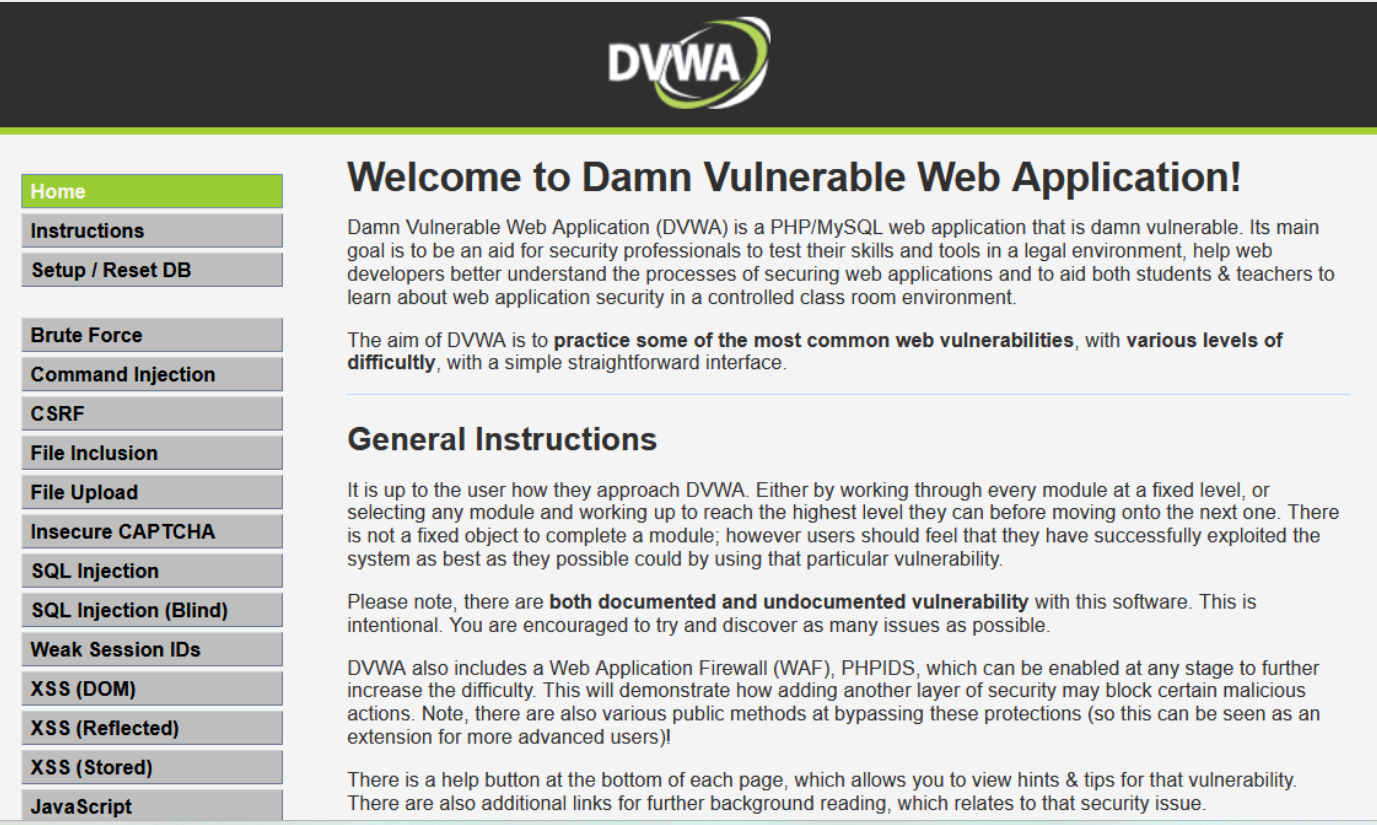 DVWA
Home
Instructions
Setup / Reset DB
Brute Force
Command Injection
CSRF
File Inclusion
File Upload
Insecure CAPTCHA
SQL Injection
SQL Injection (Blind)
Weak Session IDs
XSS (DOM)
XSS (Reflected)
XSS (Stored)
JavaScript
Welcome to Damn Vulnerable Web Application!
Damn Vulnerable Web Application (DVWA) is a PHP/MySQL web application that is damn vulnerable. Its main
goal is to be an aid for security professionals to test their skills and tools in a legal environment, help web
developers better understand the processes of securing web applications and to aid both students & teachers to
learn about web application security in a controlled class room environment.
The aim of DVWA is to practice some of the most common web vulnerabilities, with various levels of
difficultly, with a simple straightforward interface.
General Instructions
It is up to the user how they approach DVWA. Either by working through every module at a fixed level, or
selecting any module and working up to reach the highest level they can before moving onto the next one. There
is not a fixed object to complete a module; however users should feel that they have successfully exploited the
system as best as they possible could by using that particular vulnerability.
Please note, there are both documented and undocumented vulnerability with this software. This is
intentional. You are encouraged to try and discover as many issues as possible.
DVWA also includes a Web Application Firewall (WAF), PHPIDS, which can be enabled at any stage to further
increase the difficulty. This will demonstrate how adding another layer of security may block certain malicious
actions. Note, there are also various public methods at bypassing these protections (so this can be seen as an
extension for more advanced users)!
There is a help button at the bottom of each page, which allows you to view hints & tips for that vulnerability.
There are also additional links for further background reading, which relates to that security issue.